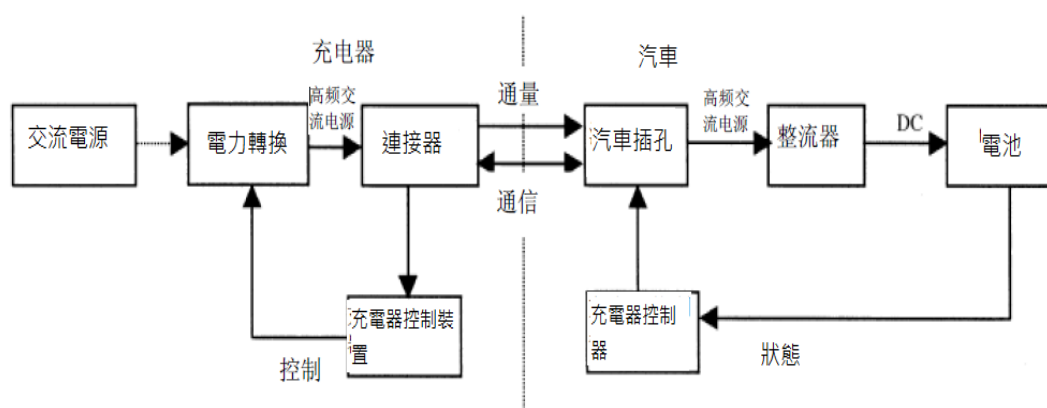 充电器
汽車
交流電源
電力轉換
高频交
流电源
連接器
通量
通信
汽車插孔
高频交
流电源
整流器
DC
電池
充電器控制裝
置
控制
充電器控制
器
狀態